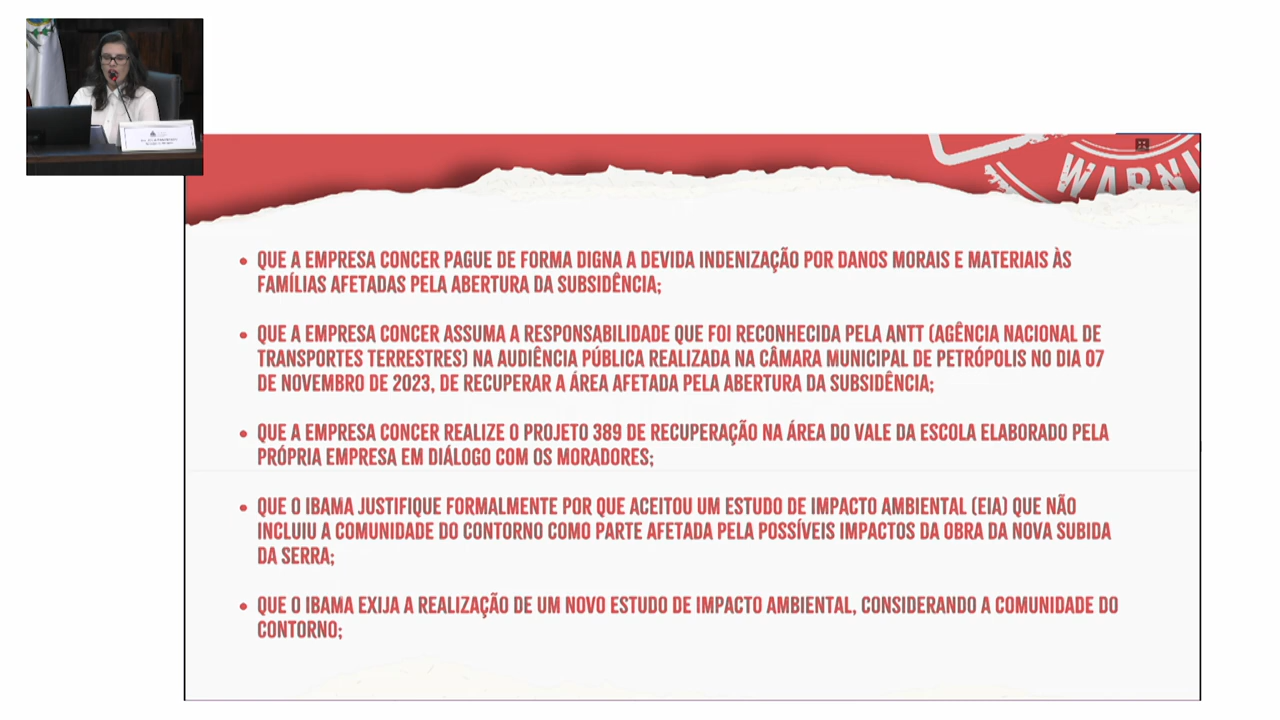 WARNI
QUE A EMPRESA CONCER PAGUE DE FORMA DIGNA A DEVIDA INDENIZAÇÃO POR DANOS MORAIS E MATERIAIS ÀS
FAMÍLIAS AFETADAS PELA ABERTURA DA SUBSIDÊNCIA;
QUE A EMPRESA CONCER ASSUMA A RESPONSABILIDADE QUE FOI RECONHECIDA PELA ANTT (AGÊNCIA NACIONAL DE
TRANSPORTES TERRESTRES) NA AUDIÊNCIA PÚBLICA REALIZADA NA CÂMARA MUNICIPAL DE PETRÓPOLIS NO DIA 07
DE NOVEMBRO DE 2023, DE RECUPERAR A ÁREA AFETADA PELA ABERTURA DA SUBSIDÊNCIA;
QUE A EMPRESA CONCER REALIZE O PROJETO 389 DE RECUPERAÇÃO NA ÁREA DO VALE DA ESCOLA ELABORADO PELA
PRÓPRIA EMPRESA EM DIÁLOGO COM OS MORADORES;
QUE O IBAMA JUSTIFIQUE FORMALMENTE POR QUE ACEITOU UM ESTUDO DE IMPACTO AMBIENTAL (EIA) QUE NÃO
INCLUIU A COMUNIDADE DO CONTORNO COMO PARTE AFETADA PELA POSSÍVEIS IMPACTOS DA OBRA DA NOVA SUBIDA
DA SERRA;
QUE O IBAMA EXIJA A REALIZAÇÃO DE UM NOVO ESTUDO DE IMPACTO AMBIENTAL, CONSIDERANDO A COMUNIDADE DO
CONTORNO;